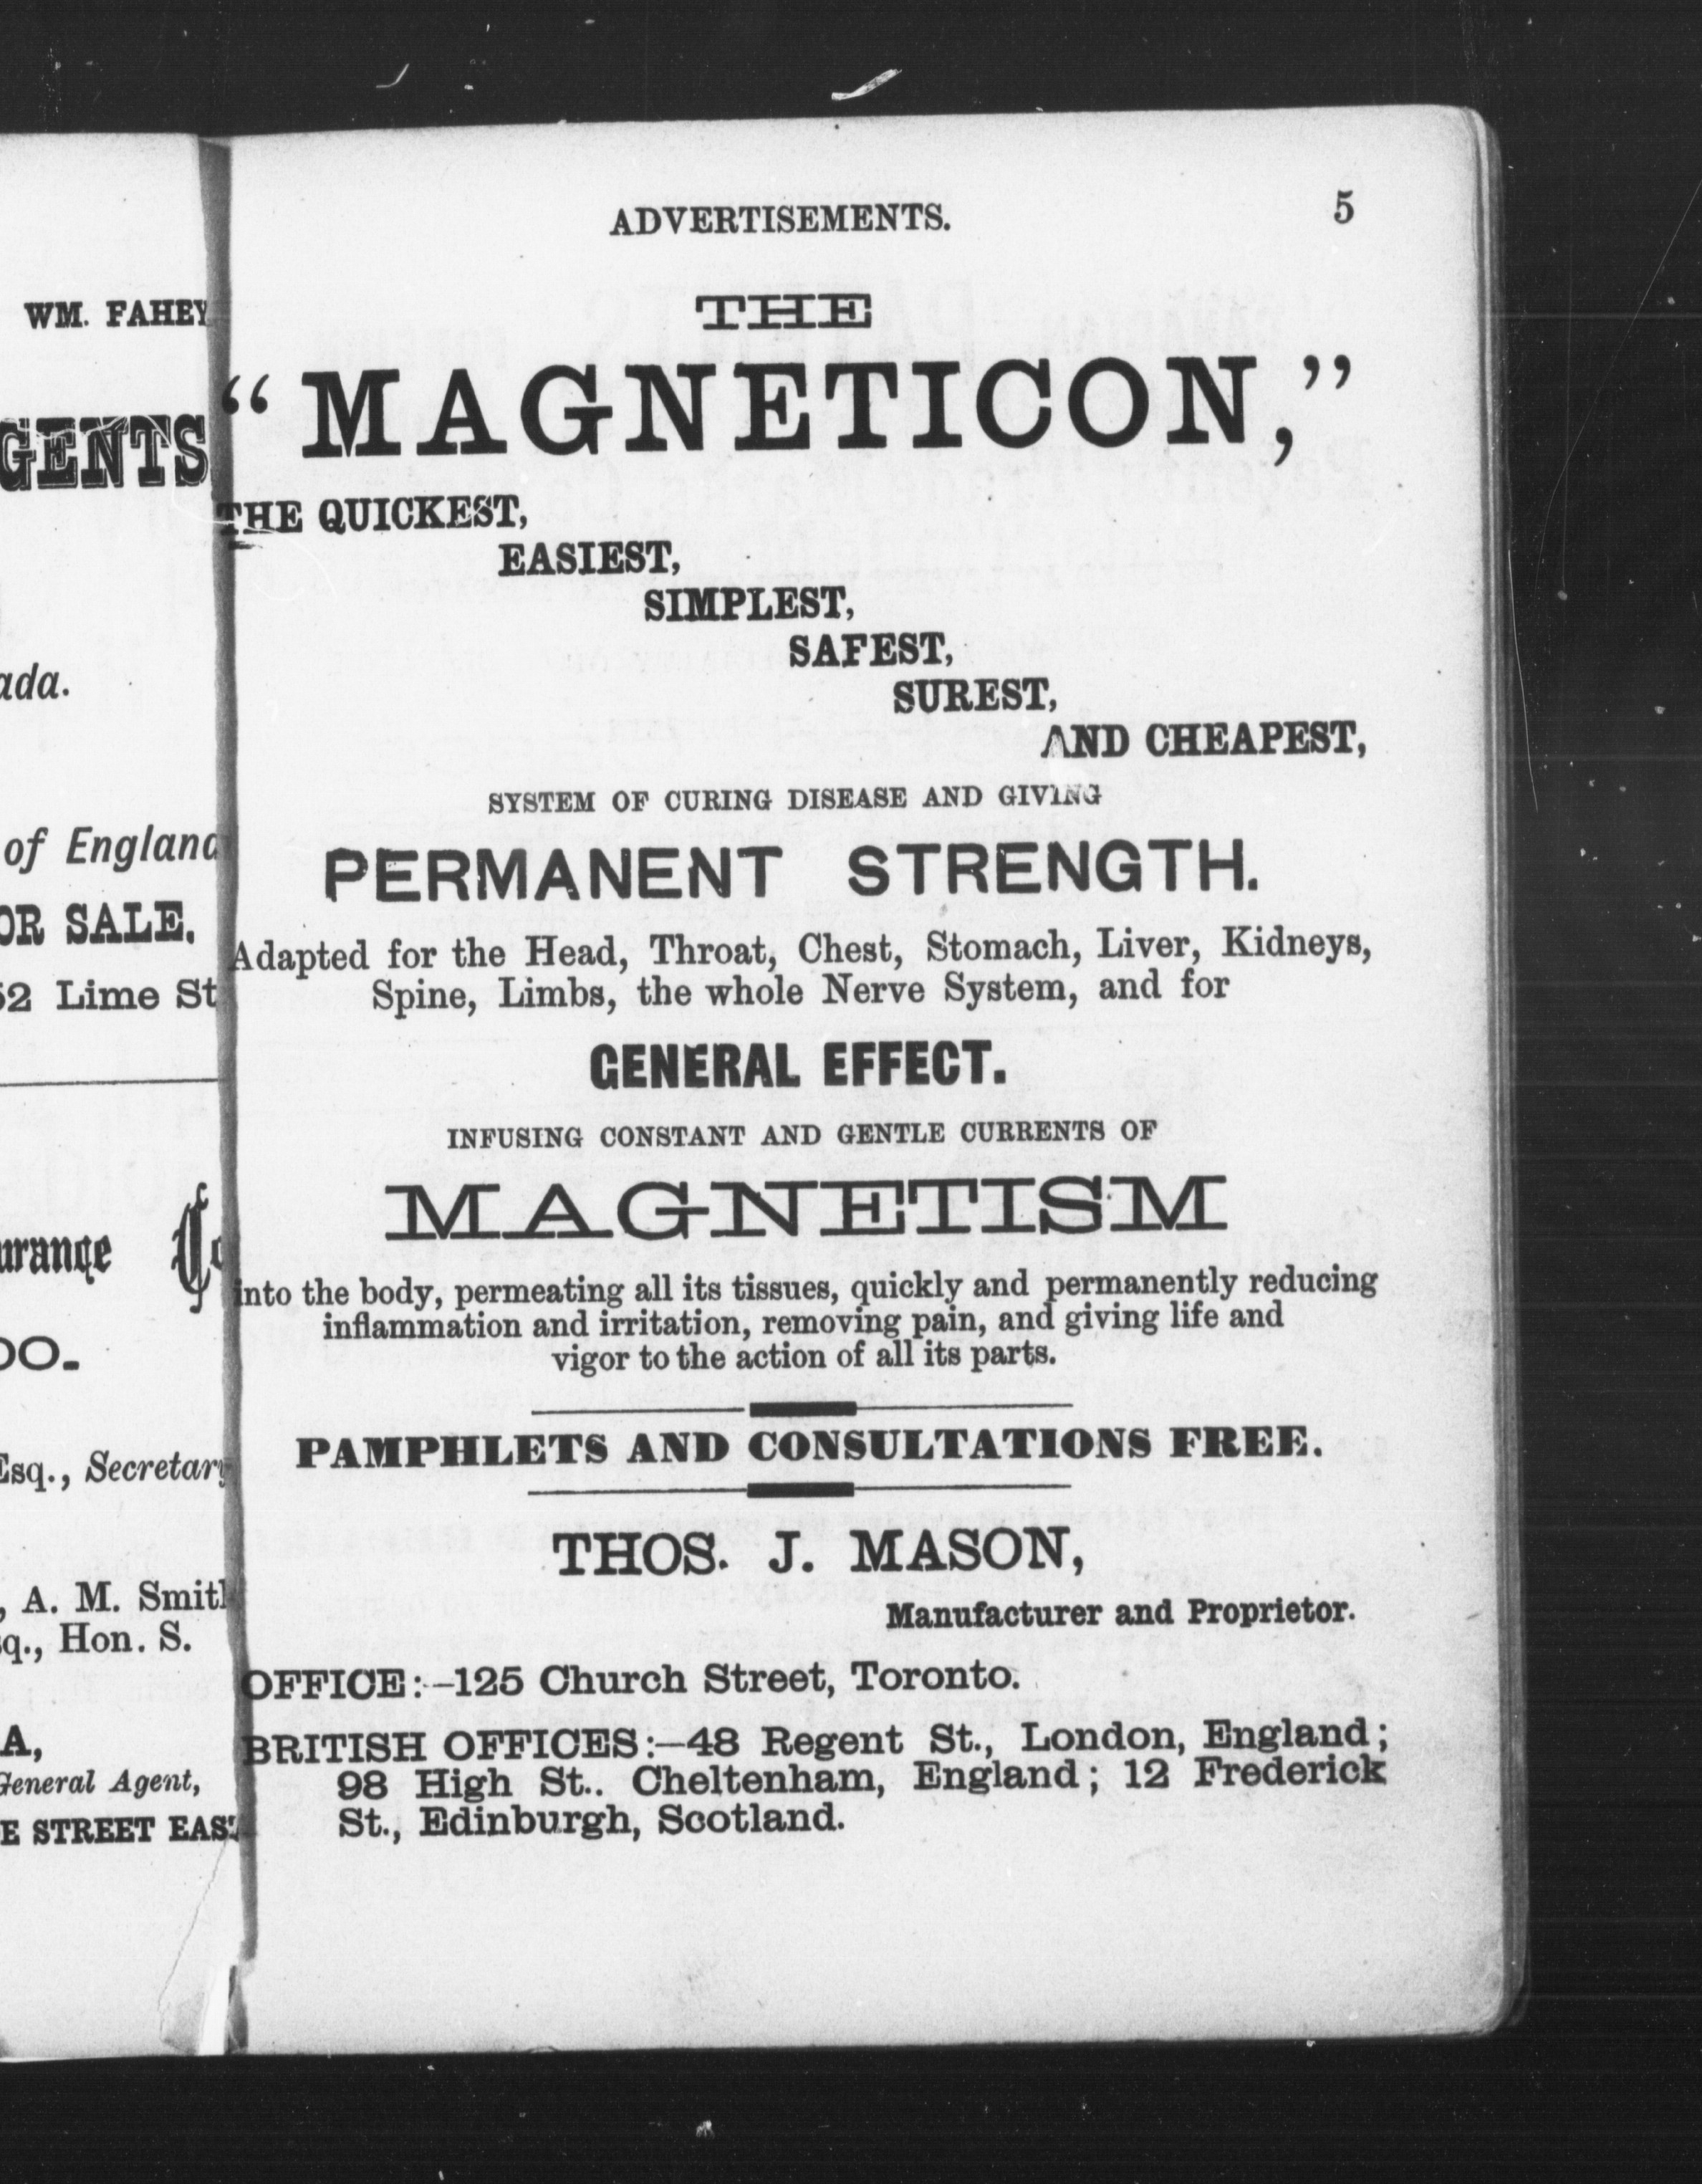 WM. FAHEY
GENTS
ada.
of England
OR SALE.
52 Lime St
urance Co
OO.
Esq., Secretary
, A. M. Smith
sq., Hon. S.
A,
General Agent,
E STREET EAST
ADVERTISEMENTS. 5
THE
"MAGNETICON,"
THE QUICKEST,
EASIEST,
SIMPLEST,
SAFEST,
SUREST,
AND CHEAPEST,
SYSTEM OF CURING DISEASE AND GIVING
PERMANENT STRENGTH.
Adapted for the Head, Throat, Chest, Stomach, Liver, Kidneys,
Spine, Limbs, the whole Nerve System, and for
GENERAL EFFECT.
INFUSING CONSTANT AND GENTLE CURRENTS OF
MAGNETISM
into the body, permeating all its tissues, quickly and permanently reducing
inflammation and irritation, removing pain, and giving life and
vigor to the action of all its parts.
PAMPHLETS AND CONSULTATIONS FREE.
THOS. J. MASON,
Manufacturer and Proprietor.
OFFICE:—125 Church Street, Toronto.
BRITISH OFFICES:—48 Regent St., London, England;
98 High St.. Cheltenham, England; 12 Frederick
St., Edinburgh, Scotland.